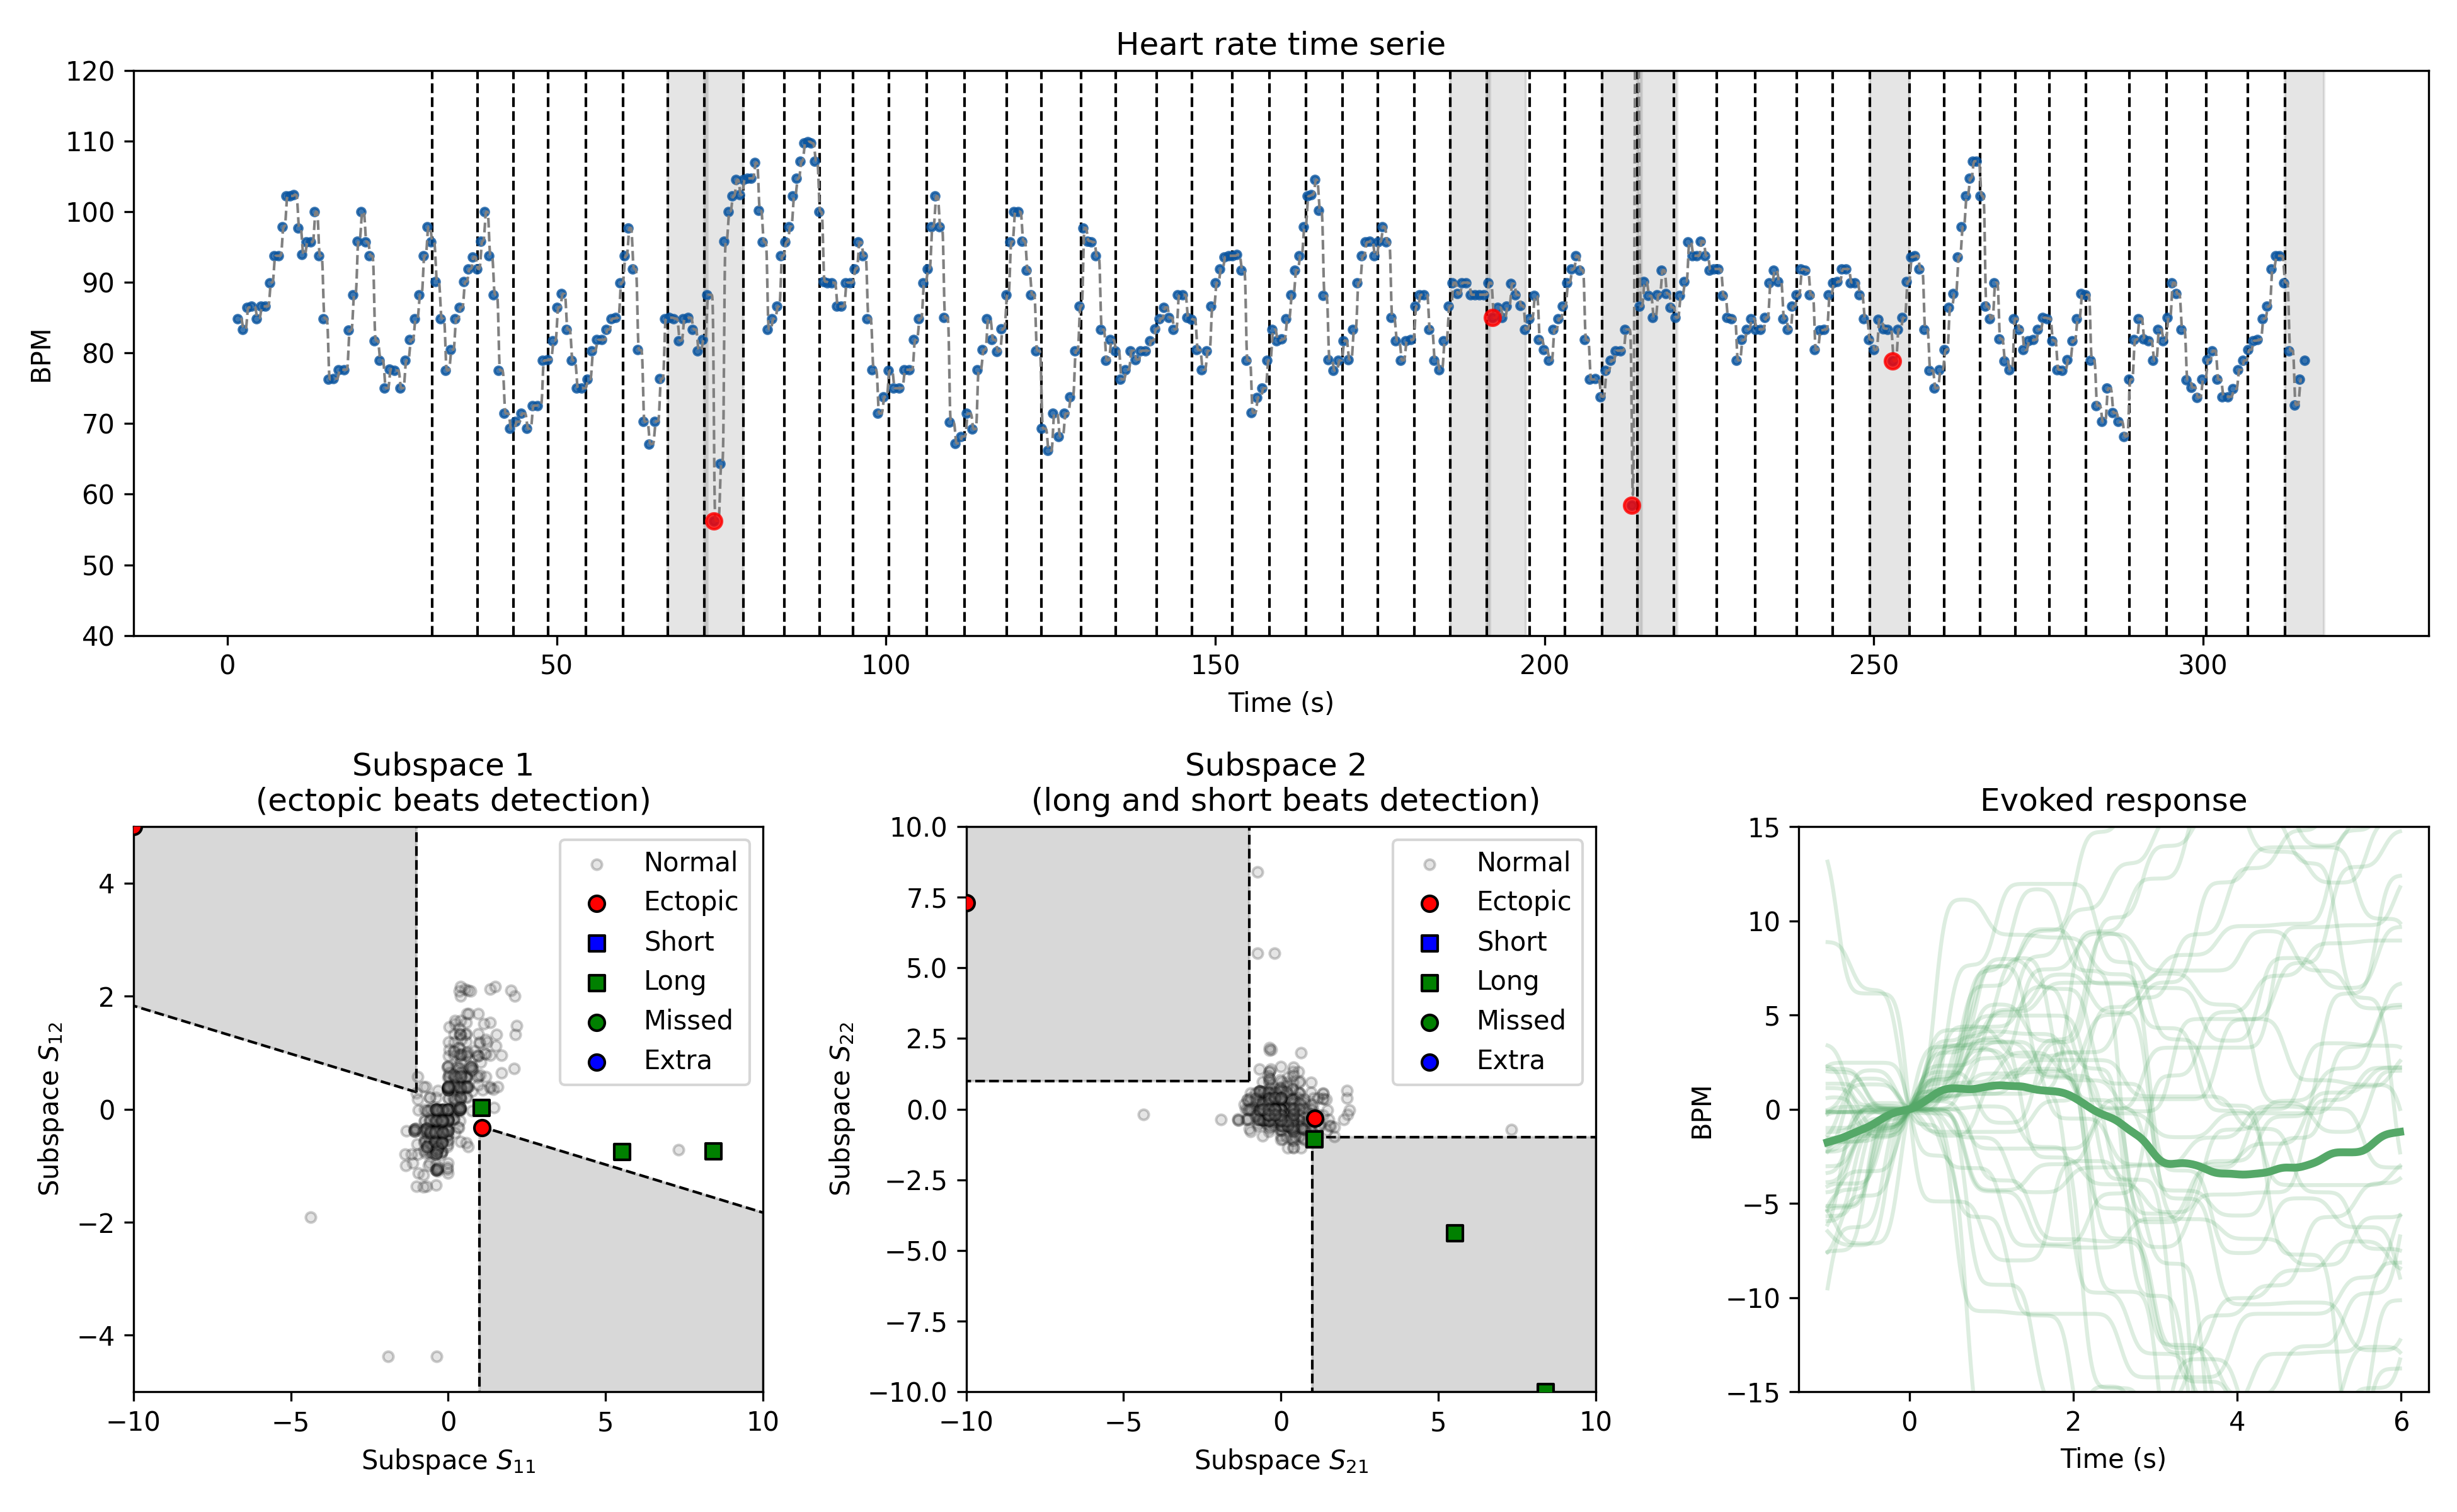 Heart rate time serie
120
110
100
90
80
70
60
50
40
BPM
0 50 100 150 200 250 300
Time (s)
Subspace 1
(ectopic beats detection)
4
2
0
−2
−4
Subspace S12
−10 −5 0 5 10
Subspace S11
Normal
Ectopic
Short
Long
Missed
Extra
Subspace 2
(long and short beats detection)
10.0
7.5
5.0
2.5
0.0
−2.5
−5.0
−7.5
−10.0
Subspace S22
−10 −5 0 5 10
Subspace S21
Normal
Ectopic
Short
Long
Missed
Extra
Evoked response
15
10
5
0
−5
−10
−15
BPM
0 2 4 6
Time (s)